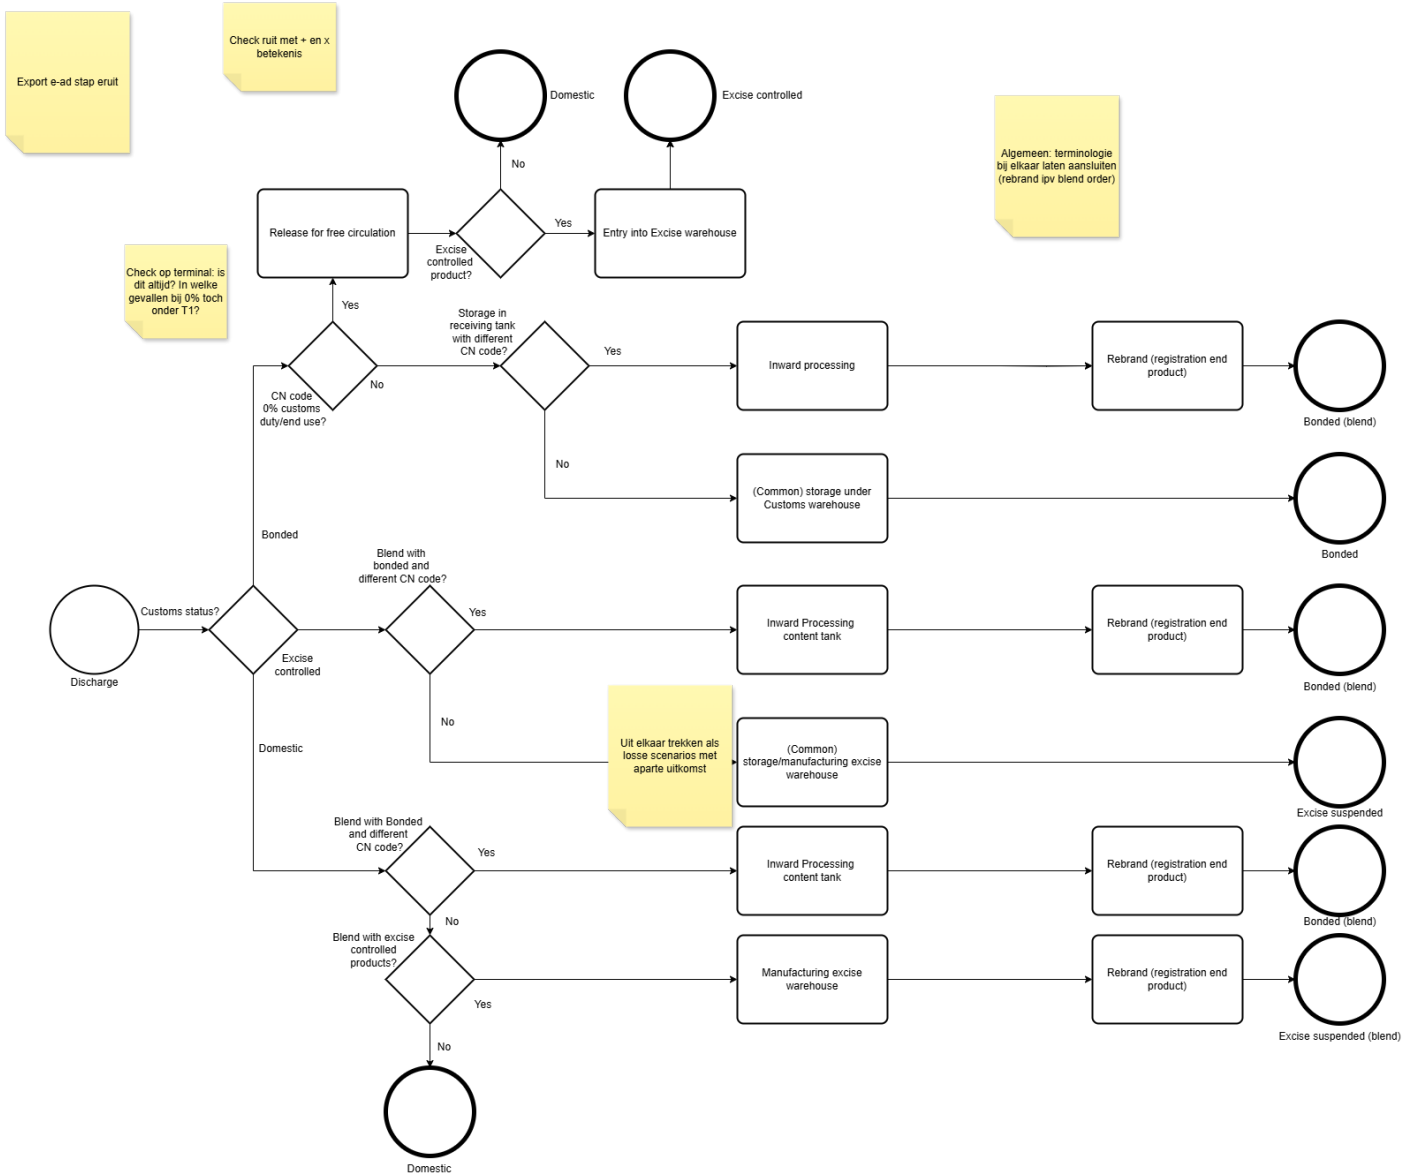 Export e-ad stap eruit
Check ruit met + en x
betekenis
Domestic
Excise controlled
Algemeen: terminologie
bij elkaar laten aansluiten
(rebrand ipv blend order)
No
Release for free circulation
Yes
Entry into Excise warehouse
Excise
controlled
product?
Check op terminal: is
dit altijd? In welke
gevallen bij 0% toch
onder T1?
Yes
Storage in
receiving tank
with different
CN code?
Yes
Inward processing
Rebrand (registration end
product)
No
CN code
0% customs
duty/end use?
Bonded (blend)
No
(Common) storage under
Customs warehouse
Bonded
Bonded
Blend with
bonded and
different CN code?
Customs status?
Yes
Inward Processing
content tank
Rebrand (registration end
product)
Excise
controlled
Discharge
Bonded (blend)
No
Domestic
Uit elkaar trekken als
losse scenarios met
aparte uitkomst
(Common)
storage/manufacturing excise
warehouse
Excise suspended
Blend with Bonded
and different
CN code?
Yes
Inward Processing
content tank
Rebrand (registration end
product)
No
Bonded (blend)
Blend with excise
controlled
products?
Yes
Manufacturing excise
warehouse
Rebrand (registration end
product)
Excise suspended (blend)
No
Domestic